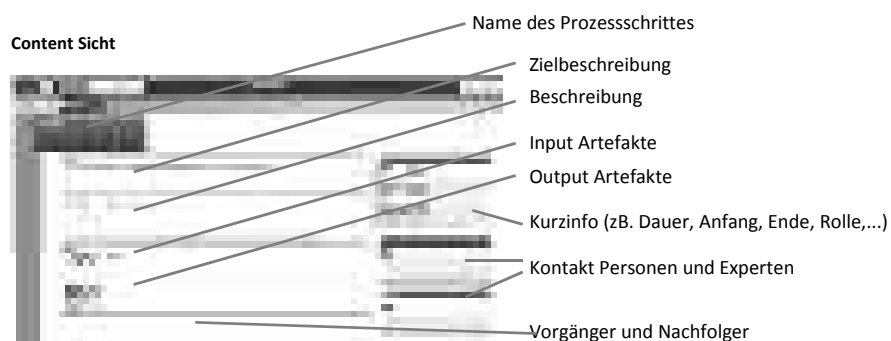 Name des Prozessschrittes
Content Sicht
Zielbeschreibung
Beschreibung
Input Artefakte
Output Artefakte
Kurzinfo (zB. Dauer, Anfang, Ende, Rolle,...)
Kontakt Personen und Experten
Vorgänger und Nachfolger